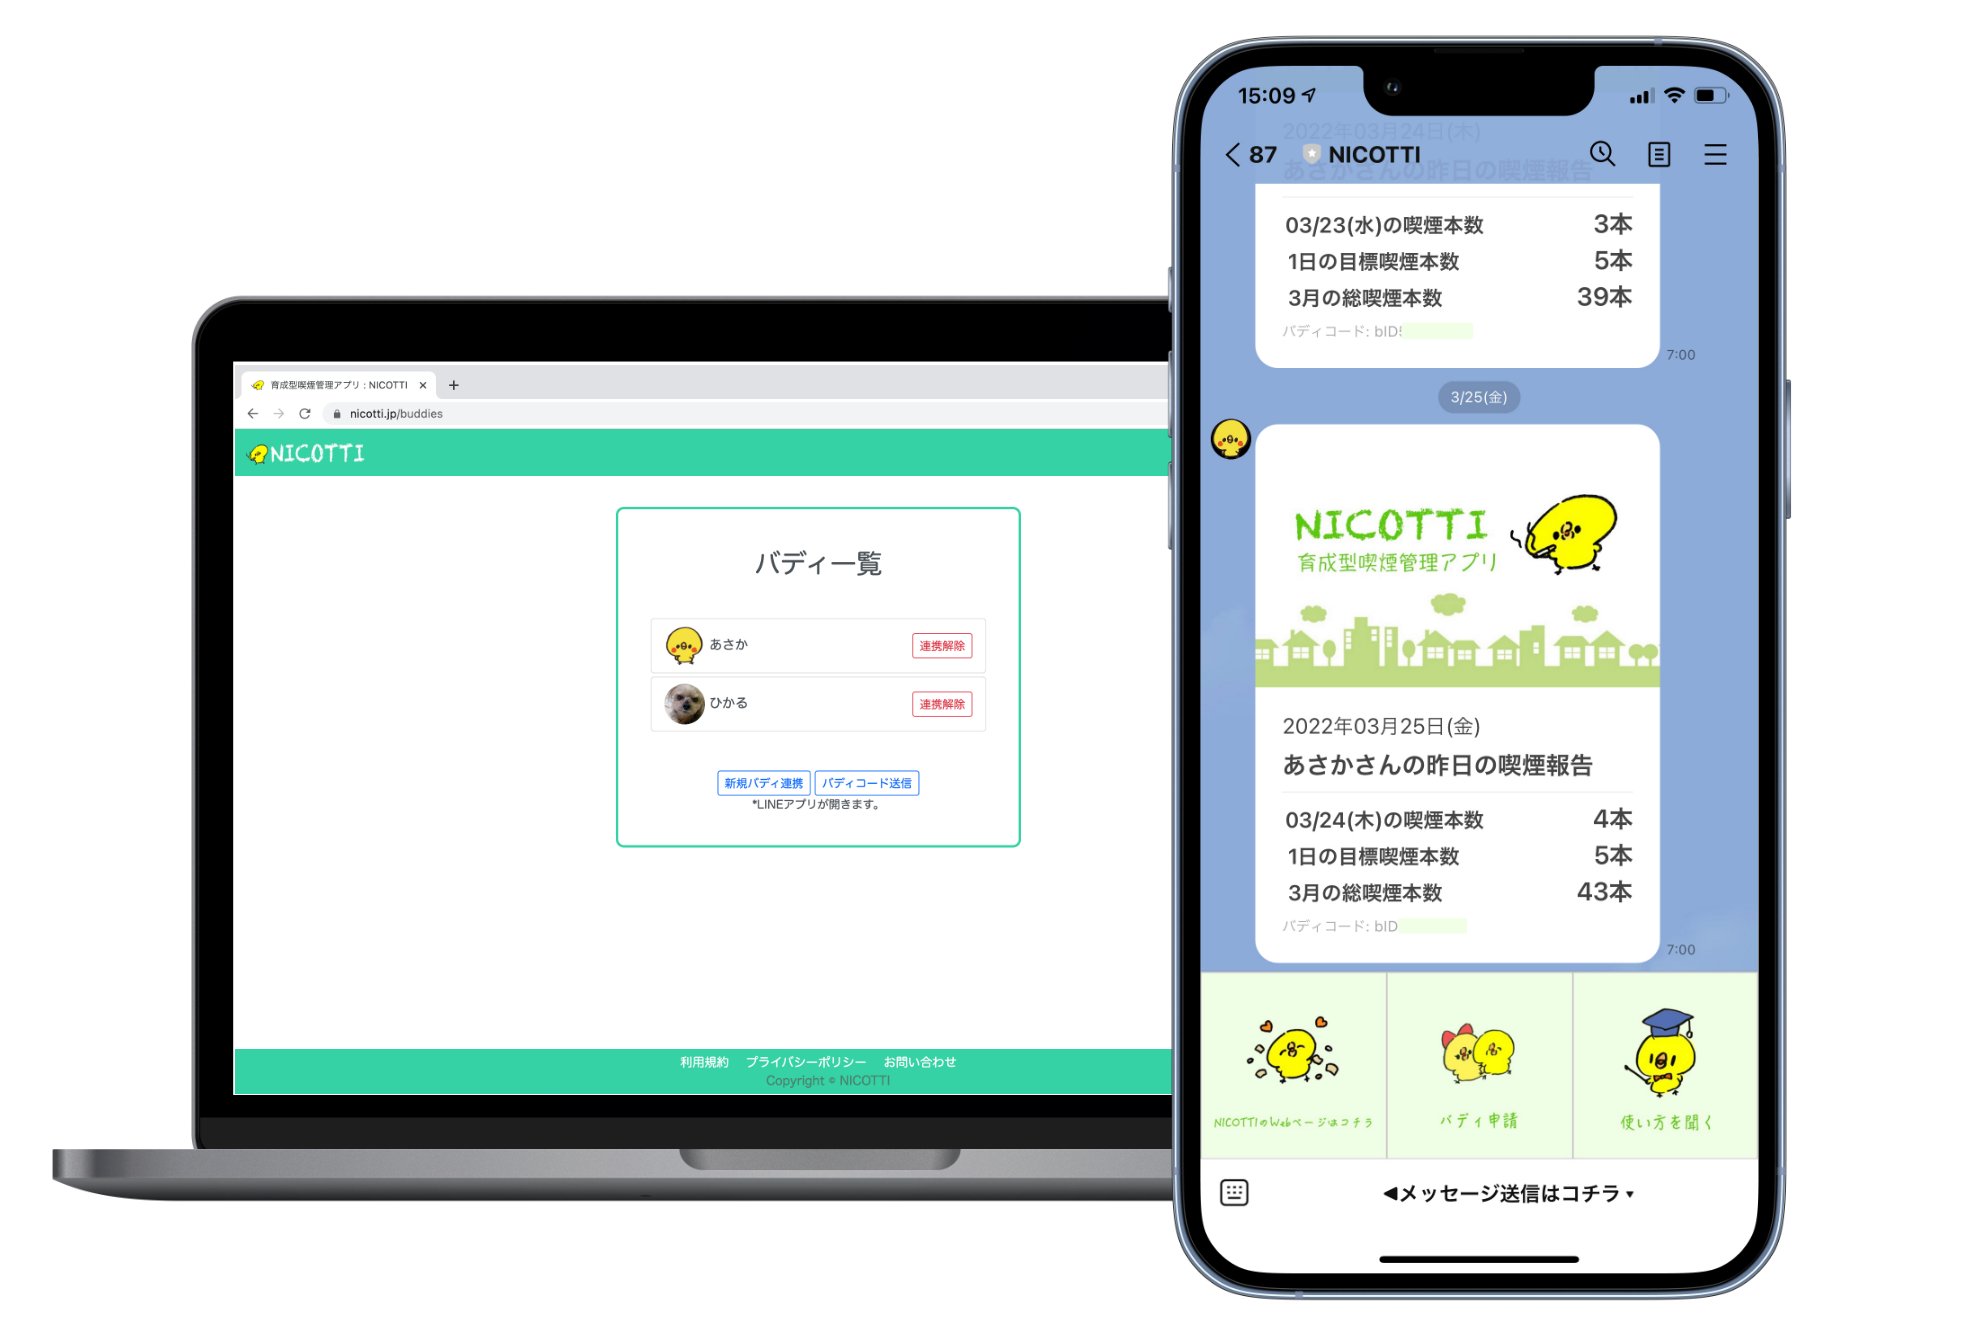 育成型喫煙管理アプリ：NICOTTI
nicotti.jp/buddies
NICOTTI
バディ一覧
あさか
連携解除
ひかる
連携解除
新規バディ連携 バディコード送信
*LINEアプリが開きます。
利用規約 プライバシーポリシー お問い合わせ
Copyright © NICOTTI
15:09
2022年03月24日(木)
87 NICOTTI
あさかさんの昨日の喫煙報告
03/23(水)の喫煙本数 3本
1日の目標喫煙本数 5本
3月の総喫煙本数 39本
バディコード: bID5
7:00
3/25(金)
NICOTTI
育成型喫煙管理アプリ
2022年03月25日(金)
あさかさんの昨日の喫煙報告
03/24(木)の喫煙本数 4本
1日の目標喫煙本数 5本
3月の総喫煙本数 43本
バディコード: bID
7:00
NICOTTIのWebページはコチラ
バディ申請
使い方を聞く
◀メッセージ送信はコチラ▼